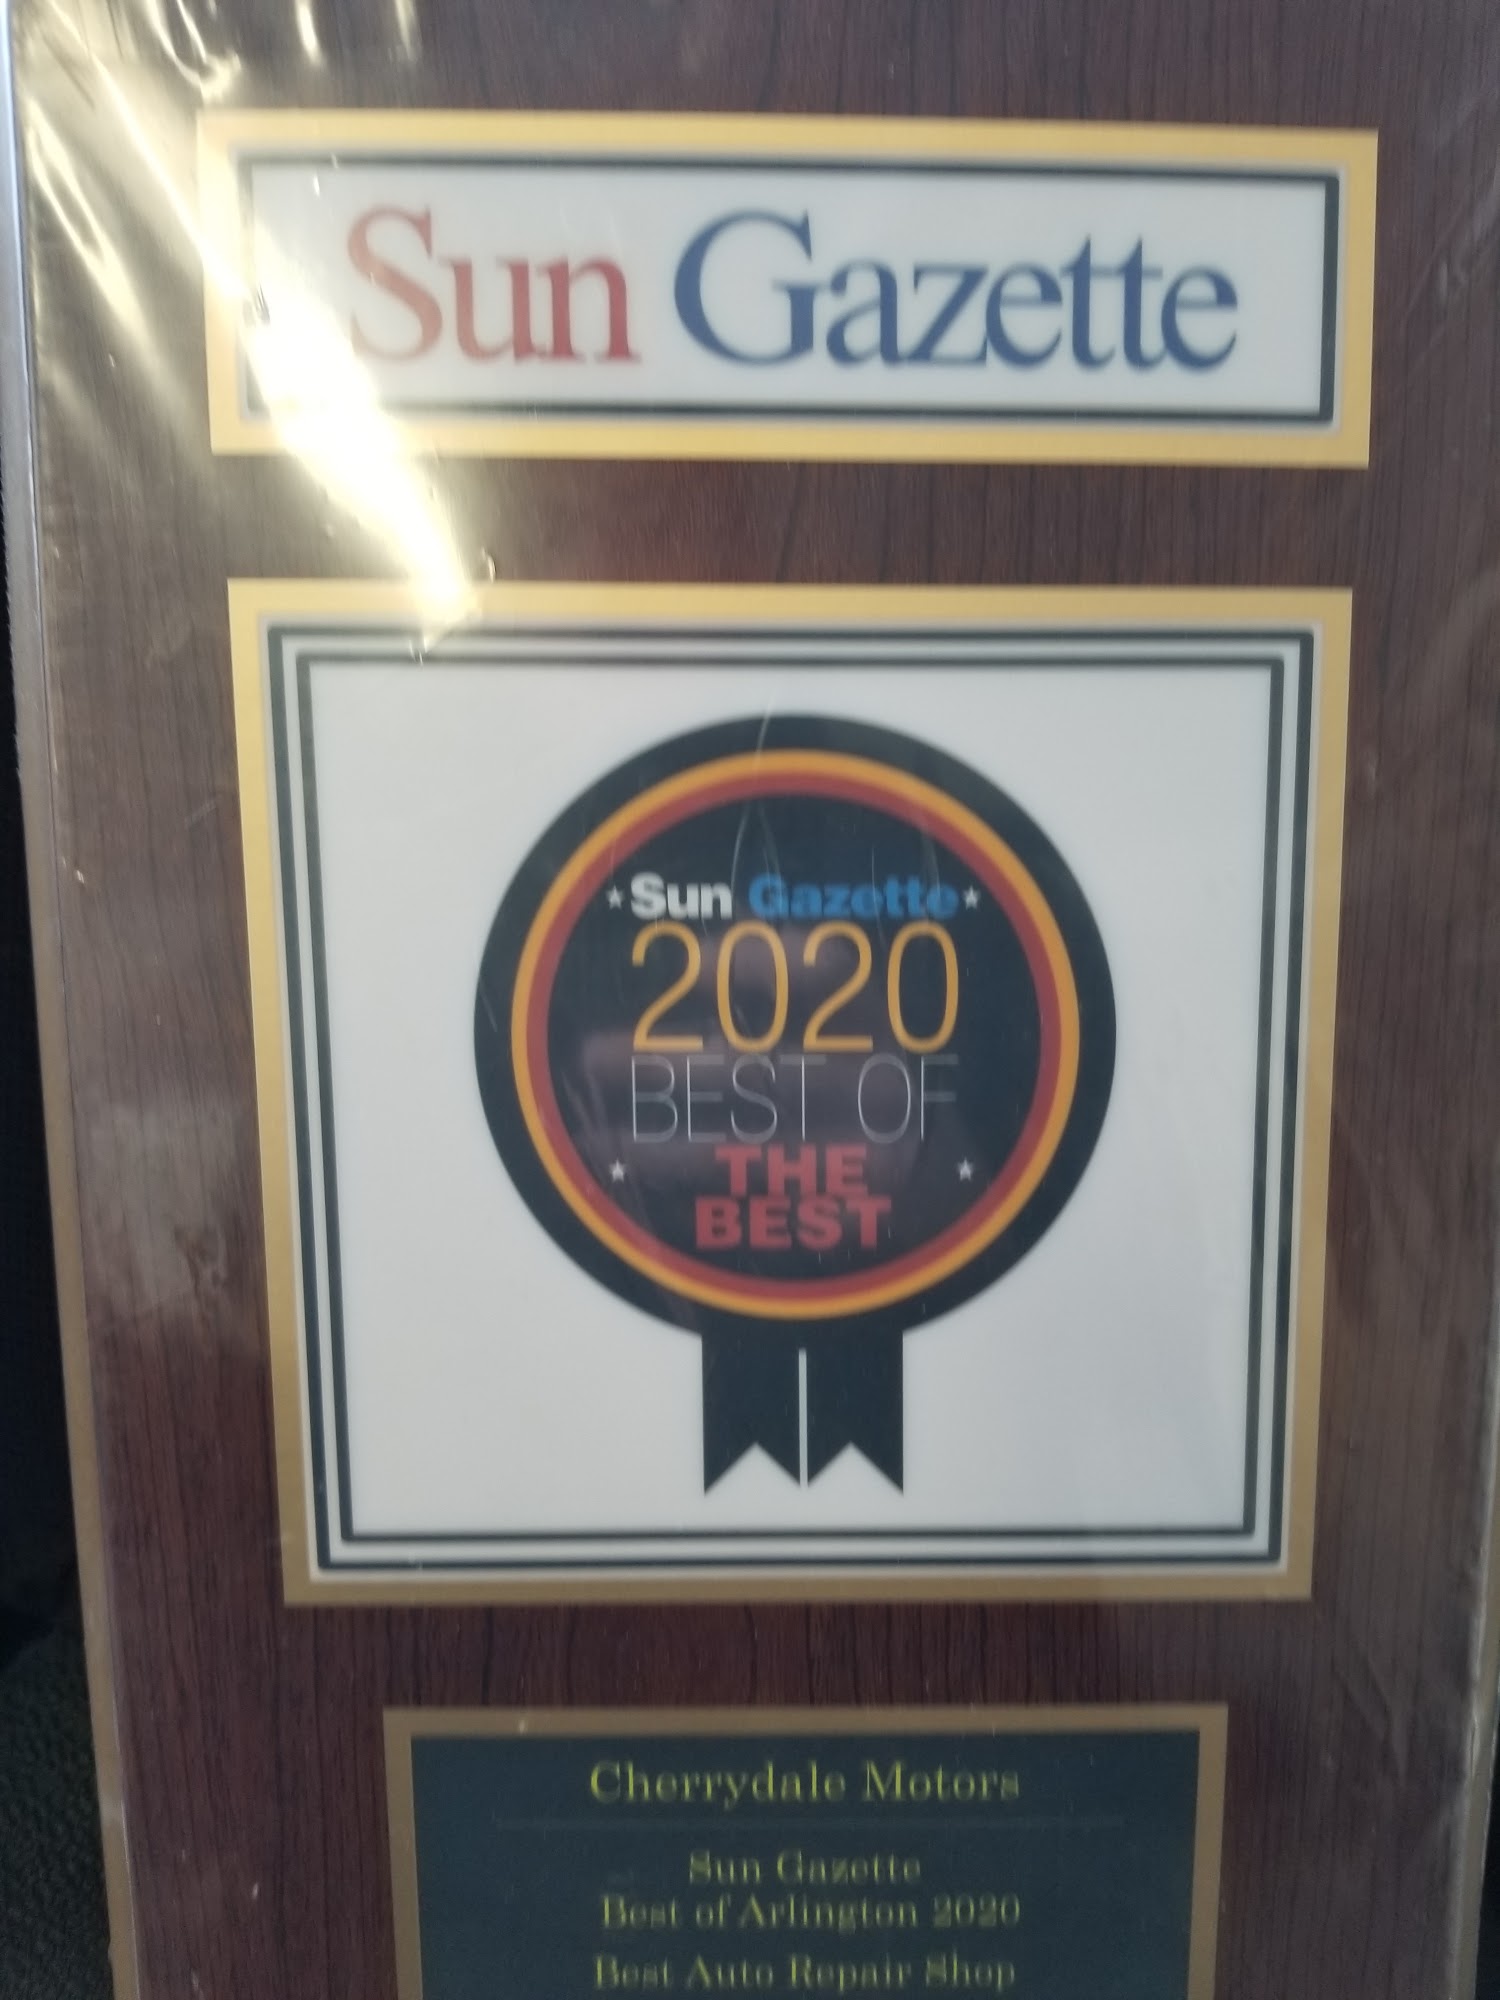 Sun Gazette
Sun Gazette
2020
BEST OF
THE
BEST
Cherrydale Motors
Sun Gazette
Best of Arlington 2020
Best Auto Repair Shop